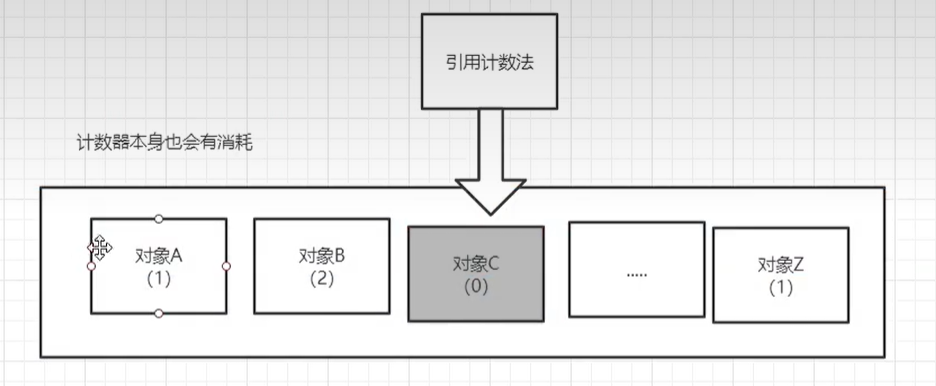 引用计数法
计数器本身也会有消耗
对象A
(1)
对象B
(2)
对象C
(0)
.....
对象Z
(1)